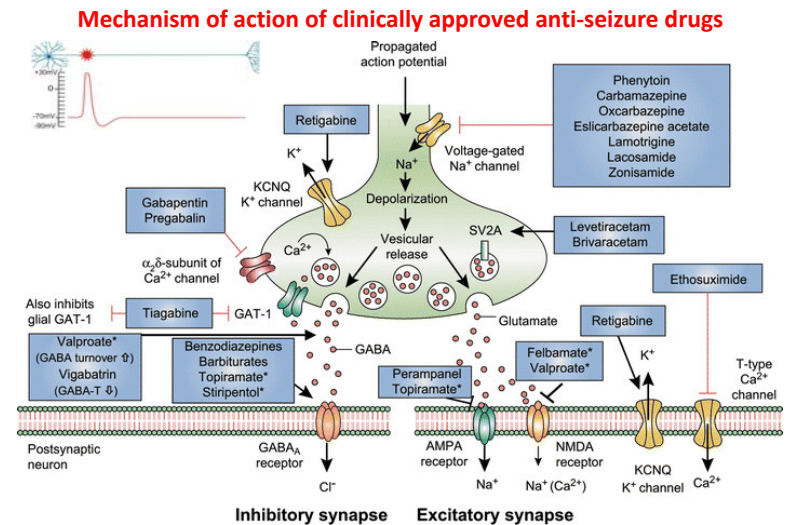 Mechanism of action of clinically approved anti-seizure drugs
+30mV
0
-70mV
-90mV
Propagated
action potential
Retigabine
K+
KCNQ
K+ channel
Na+
Voltage-gated
Na+ channel
Phenytoin
Carbamazepine
Oxcarbazepine
Eslicarbazepine acetate
Lamotrigine
Lacosamide
Zonisamide
Depolarization
Vesicular
release
Gabapentin
Pregabalin
α2δ-subunit of
Ca2+ channel
Ca2+
SV2A
Levetiracetam
Brivaracetam
Also inhibits
glial GAT-1
Tiagabine
GAT-1
Valproate*
(GABA turnover ⇧)
Vigabatrin
(GABA-T ⇩)
Benzodiazepines
Barbiturates
Topiramate*
Stiripentol*
GABA
Glutamate
Perampanel
Topiramate*
Felbamate*
Valproate*
Ethosuximide
Retigabine
K+
T-type
Ca2+
channel
Postsynaptic
neuron
GABAA
receptor
Cl−
AMPA
receptor
Na+
NMDA
receptor
Na+ (Ca2+)
KCNQ
K+ channel
Ca2+
Inhibitory synapse
Excitatory synapse